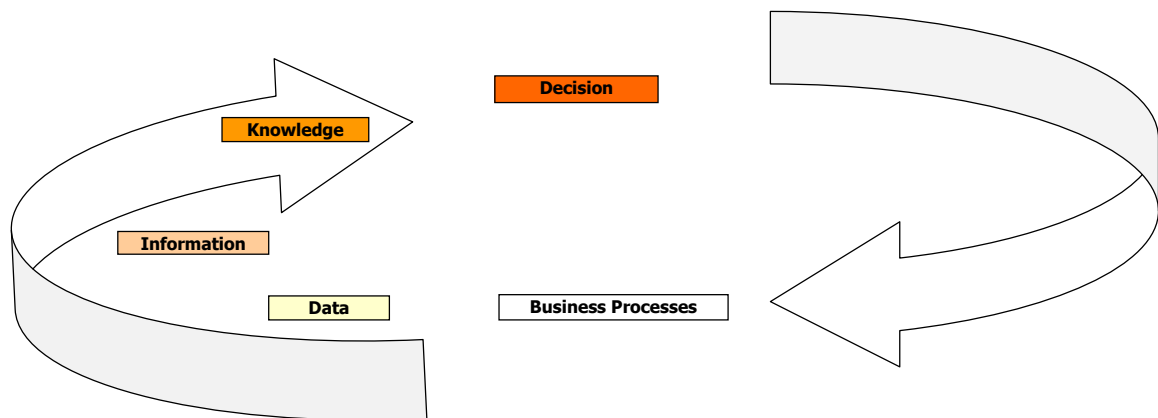 Decision
Knowledge
Information
Data
Business Processes